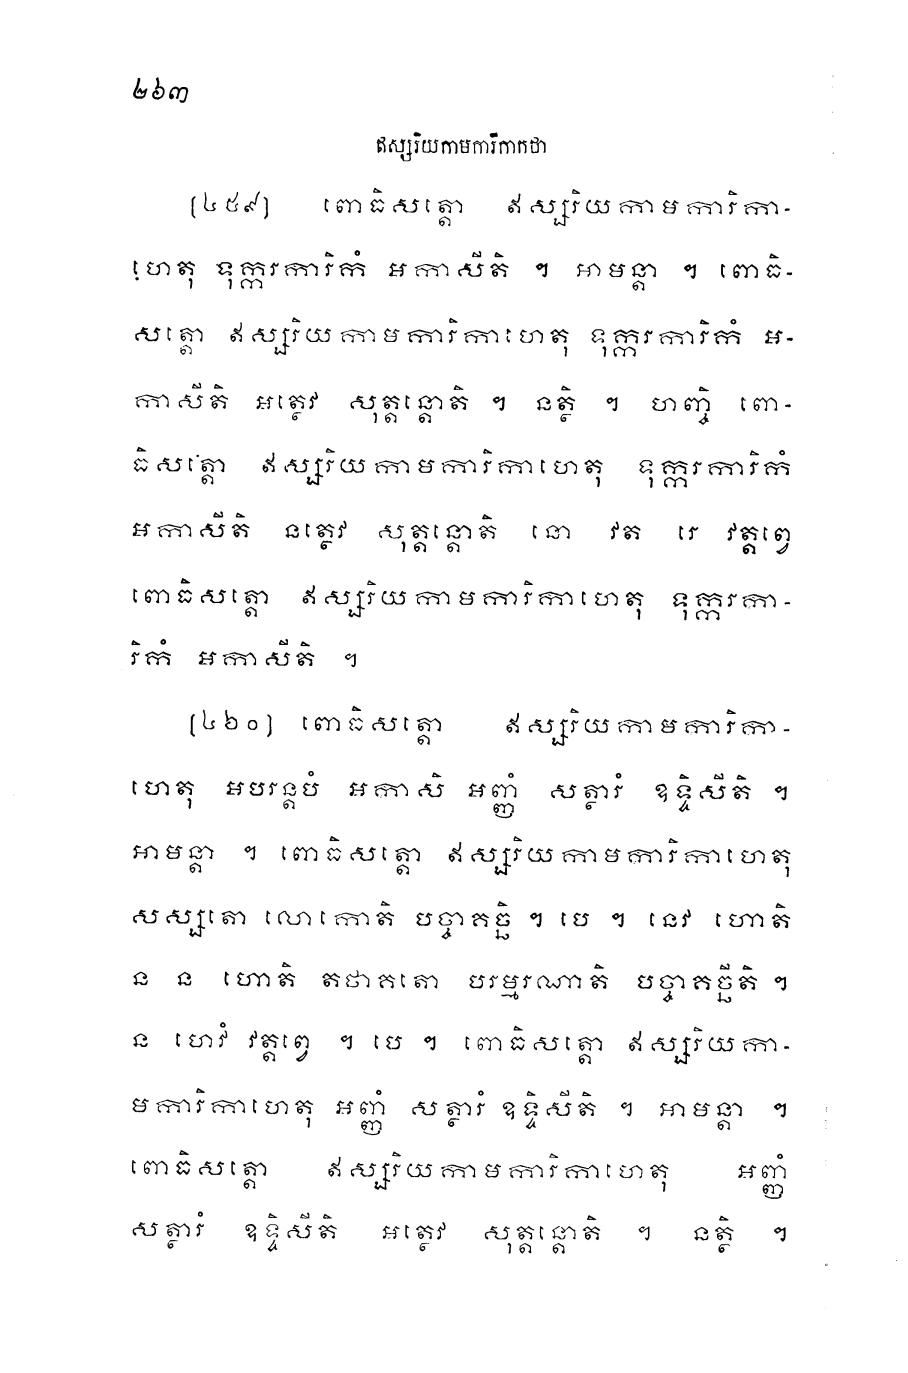 ២៦៣
ឥស្សរិយកាមការិកាកថា
[៤៥៩] ពោធិសត្តោ ឥស្សរិយកាមការិកា-
ហេតុ ទុក្ករការិកំ អកាសីតិ ។ អាមន្តា ។ ពោធិ-
សត្តោ ឥស្សរិយកាមការិកាហេតុ ទុក្ករការិកំ អ-
កាសីតិ អត្ថេវ សុត្តន្តោតិ ។ នត្ថិ ។ ហញ្ចិ ពោ-
ធិសត្តោ ឥស្សរិយកាមការិកាហេតុ ទុក្ករការិកំ
អកាសីតិ នត្ថេវ សុត្តន្តោតិ នោ វត រេ វត្តព្វេ
ពោធិសត្តោ ឥស្សរិយកាមការិកាហេតុ ទុក្ករកា-
រិកំ អកាសីតិ ។
[៤៦០] ពោធិសត្តោ ឥស្សរិយកាមការិកា-
ហេតុ អបរន្តបំ អកាសិ អញ្ញំ សត្ថារំ ឧទ្ទិសីតិ ។
អាមន្តា ។ ពោធិសត្តោ ឥស្សរិយកាមការិកាហេតុ
សស្សតោ លោកោតិ បច្ចាគច្ឆិ ។ បេ ។ នេវ ហោតិ
ន ន ហោតិ តថាគតោ បរម្មរណាតិ បច្ចាគច្ឆីតិ ។
ន ហេវំ វត្តព្វេ ។ បេ ។ ពោធិសត្តោ ឥស្សរិយកា-
មការិកាហេតុ អញ្ញំ សត្ថារំ ឧទ្ទិសីតិ ។ អាមន្តា ។
ពោធិសត្តោ ឥស្សរិយកាមការិកាហេតុ អញ្ញំ
សត្ថារំ ឧទ្ទិសីតិ អត្ថេវ សុត្តន្តោតិ ។ នត្ថិ ។